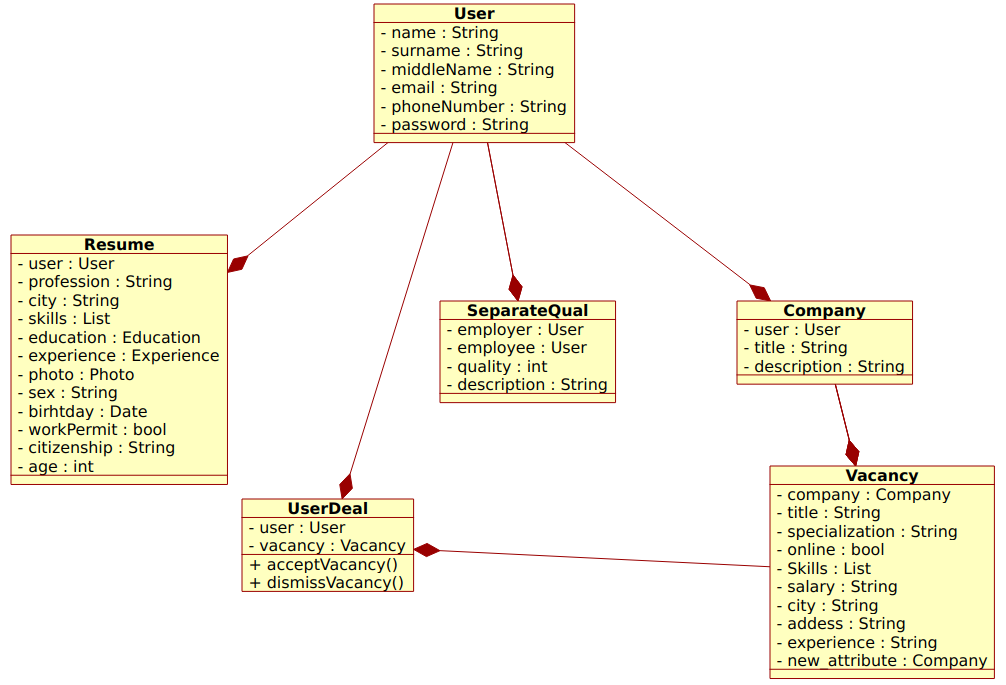 User
- name : String
- surname : String
- middleName : String
- email : String
- phoneNumber : String
- password : String
Resume
- user : User
- profession : String
- city : String
- skills : List
- education : Education
- experience : Experience
- photo : Photo
- sex : String
- birhtday : Date
- workPermit : bool
- citizenship : String
- age : int
SeparateQual
- employer : User
- employee : User
- quality : int
- description : String
Company
- user : User
- title : String
- description : String
UserDeal
- user : User
- vacancy : Vacancy
+ acceptVacancy()
+ dismissVacancy()
Vacancy
- company : Company
- title : String
- specialization : String
- online : bool
- Skills : List
- salary : String
- city : String
- addess : String
- experience : String
- new_attribute : Company